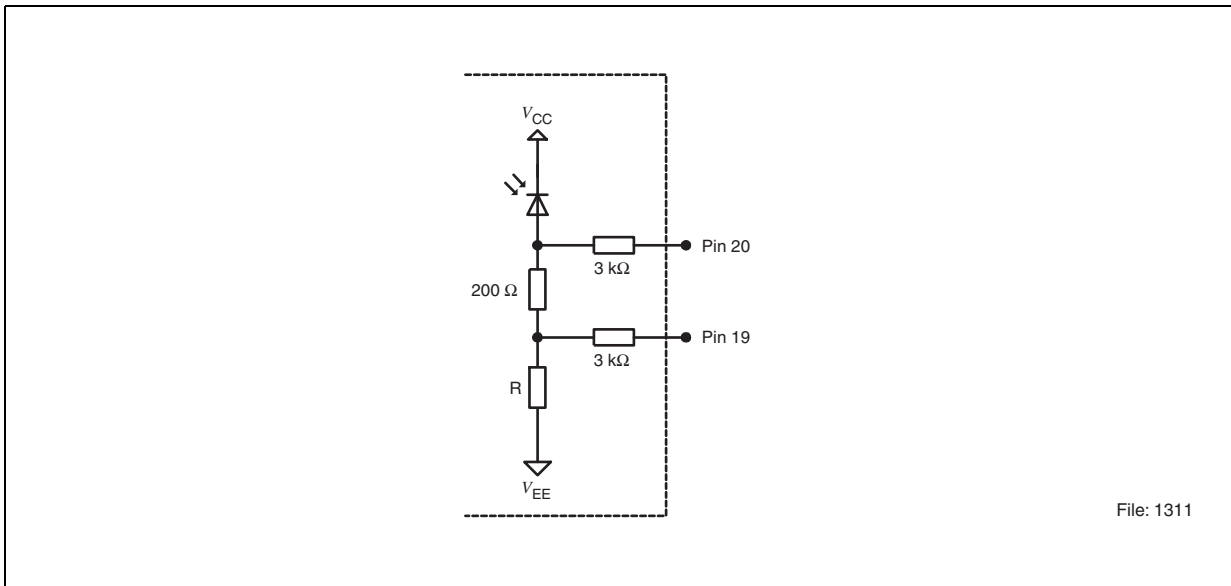 VCC
Pin 20
3 kΩ
200 Ω
Pin 19
3 kΩ
R
VEE
File: 1311